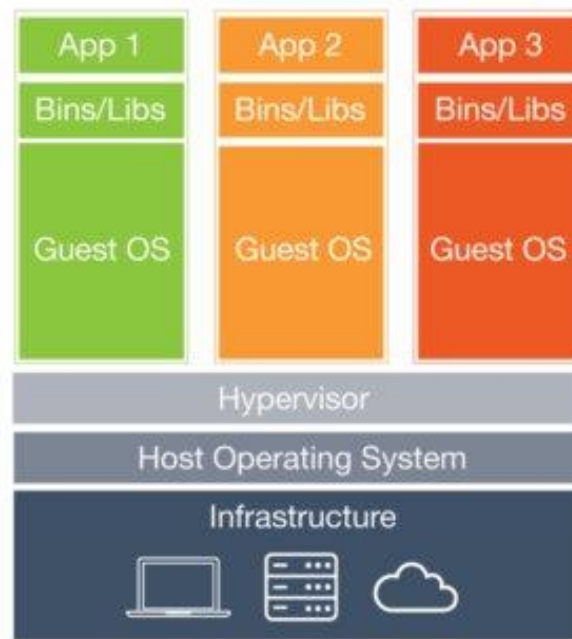 App 1
App 2
App 3
Bins/Libs
Bins/Libs
Bins/Libs
Guest OS
Guest OS
Guest OS
Hypervisor
Host Operating System
Infrastructure